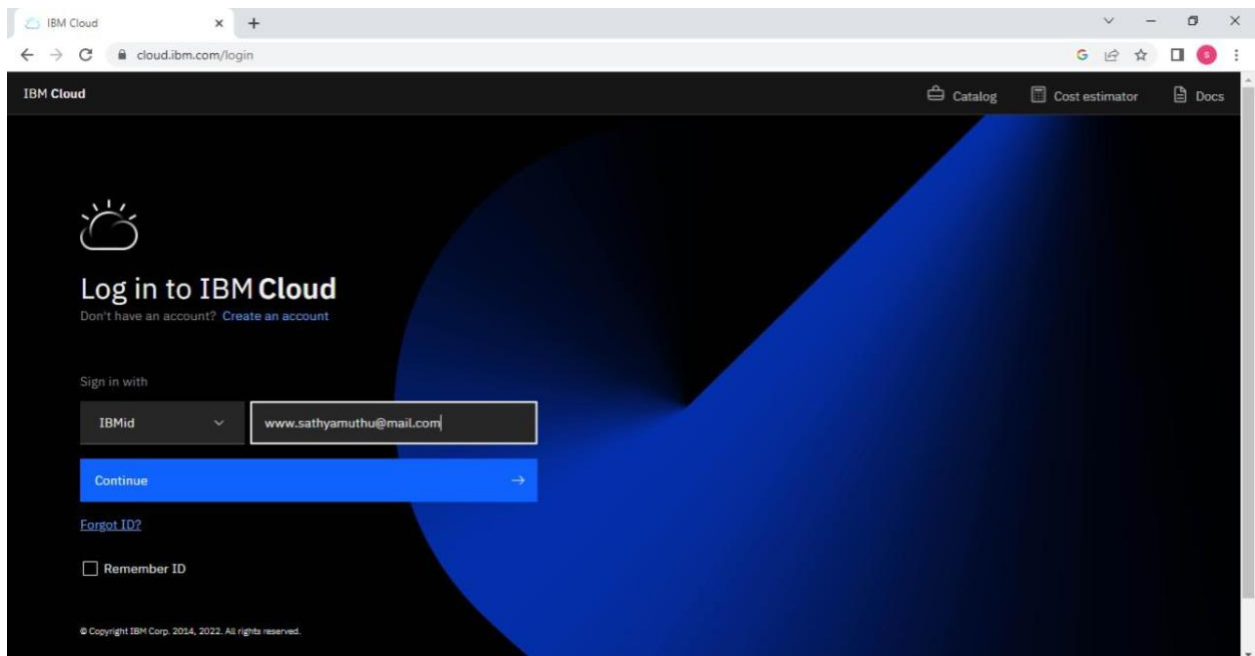 IBM Cloud
cloud.ibm.com/login
IBM Cloud
Catalog
Cost estimator
Docs
Log in to IBM Cloud
Don't have an account? Create an account
Sign in with
IBMid
www.sathyamuthu@mail.com
Continue
Forgot ID?
Remember ID
© Copyright IBM Corp. 2014, 2022. All rights reserved.